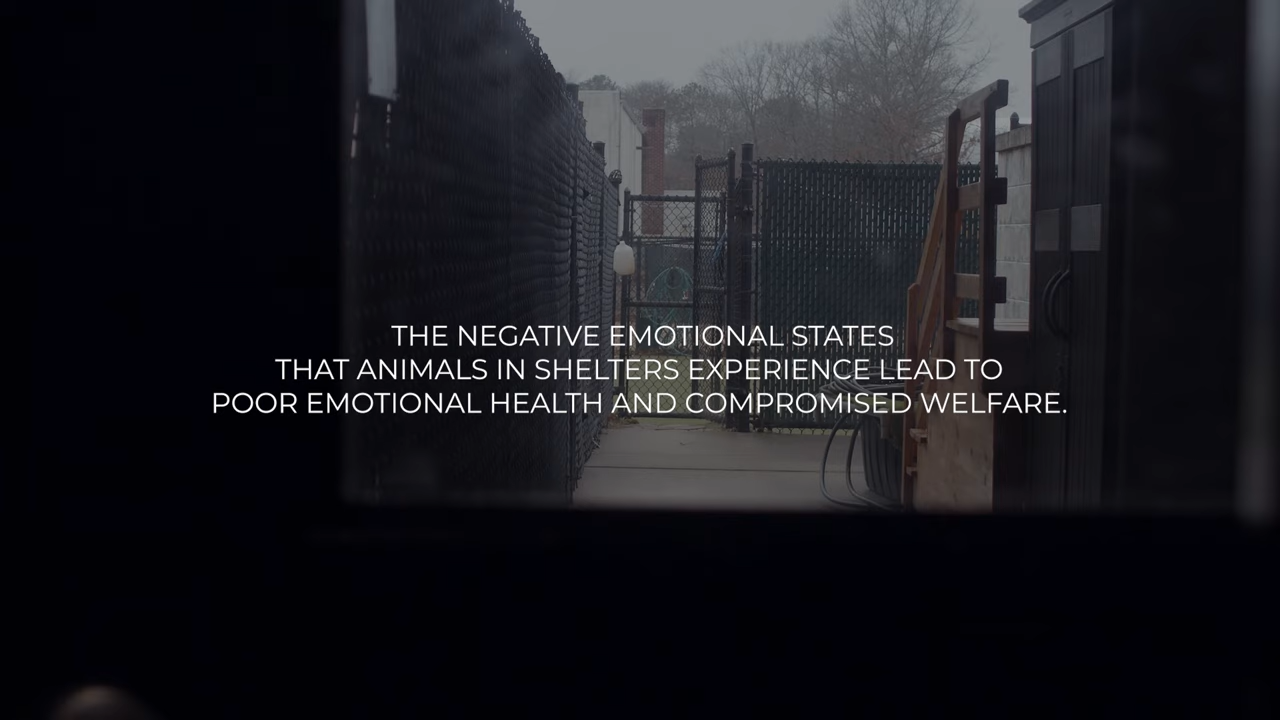 THE NEGATIVE EMOTIONAL STATES
THAT ANIMALS IN SHELTERS EXPERIENCE LEAD TO
POOR EMOTIONAL HEALTH AND COMPROMISED WELFARE.